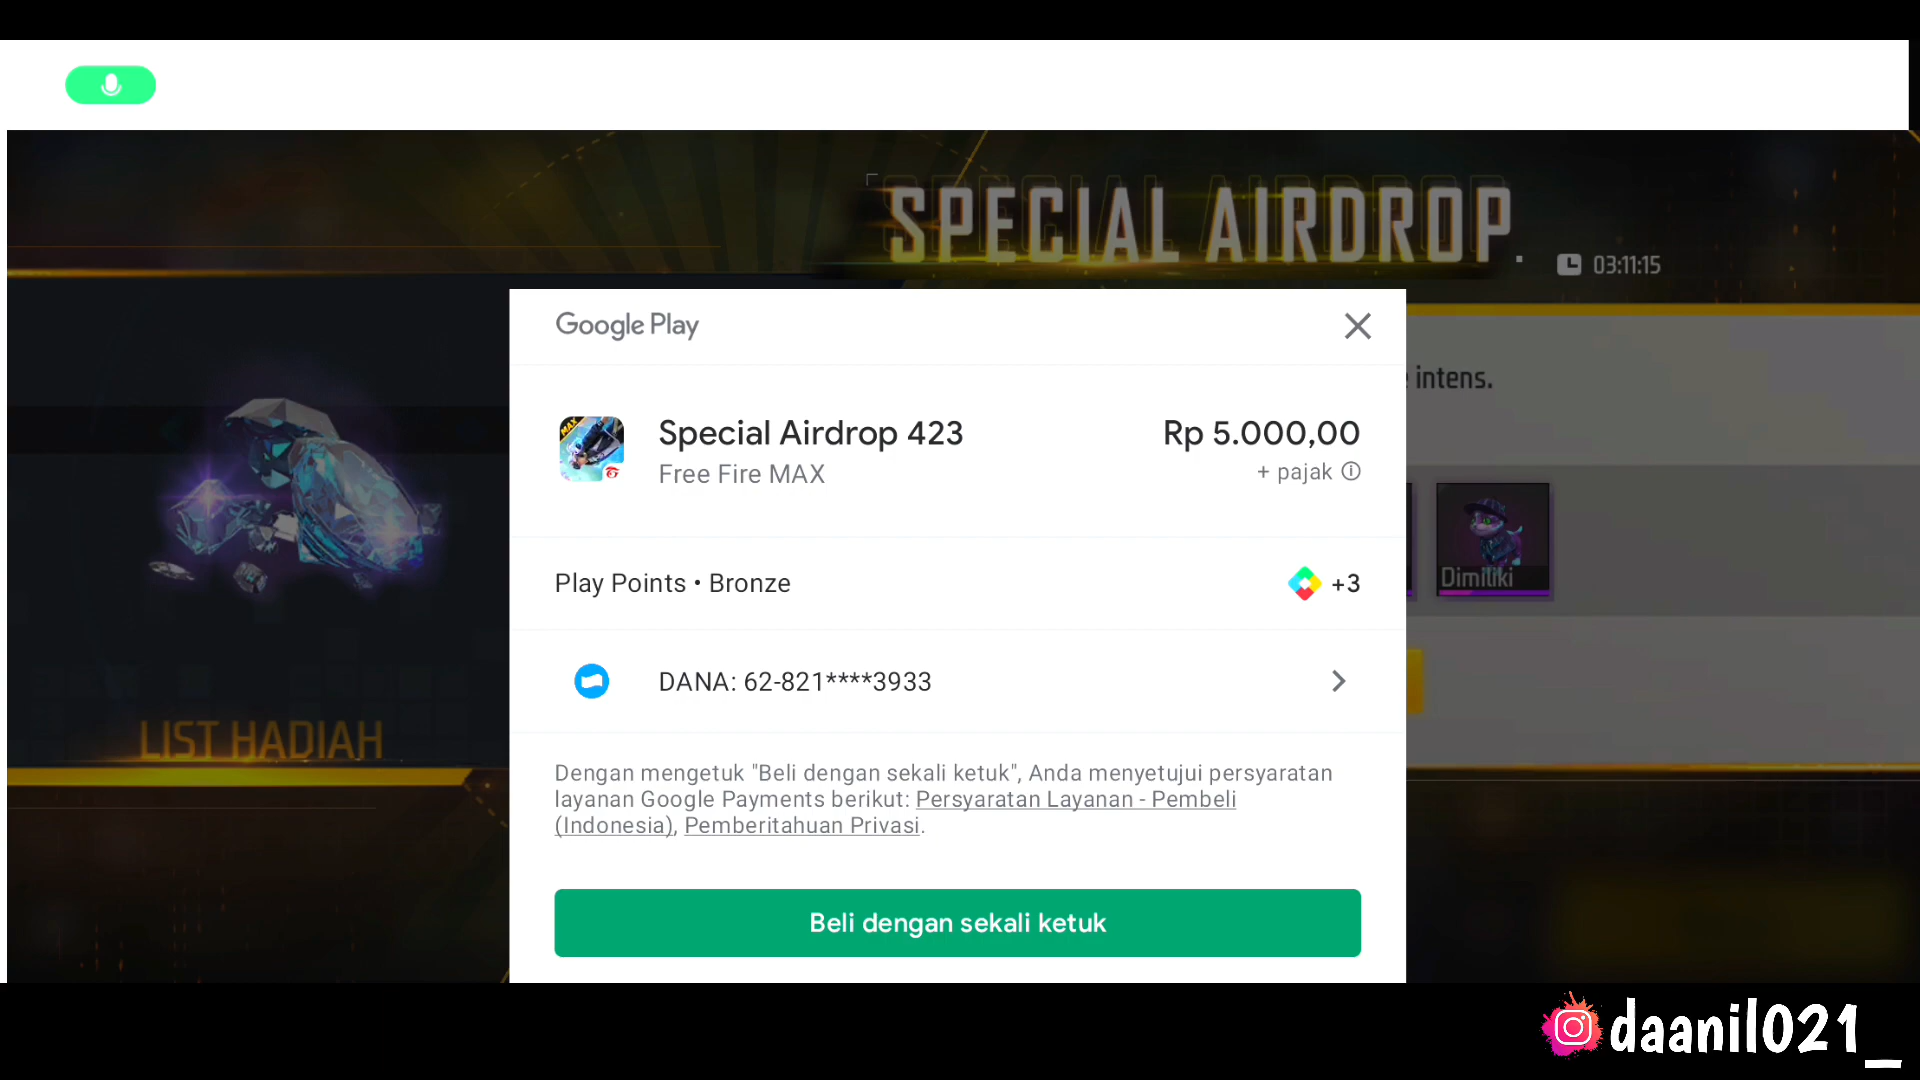 SPECIAL AIRDROP.
03:11:15
Google Play
intens.
Special Airdrop 423
Rp 5.000,00
MAX
Free Fire MAX
+ pajak
Play Points • Bronze
+3
Dimiliki
DANA: 62-821****3933
LIST HADIAH
Dengan mengetuk "Beli dengan sekali ketuk", Anda menyetujui persyaratan
layanan Google Payments berikut: Persyaratan Layanan - Pembeli
(Indonesia), Pemberitahuan Privasi.
Beli dengan sekali ketuk
daanil021_